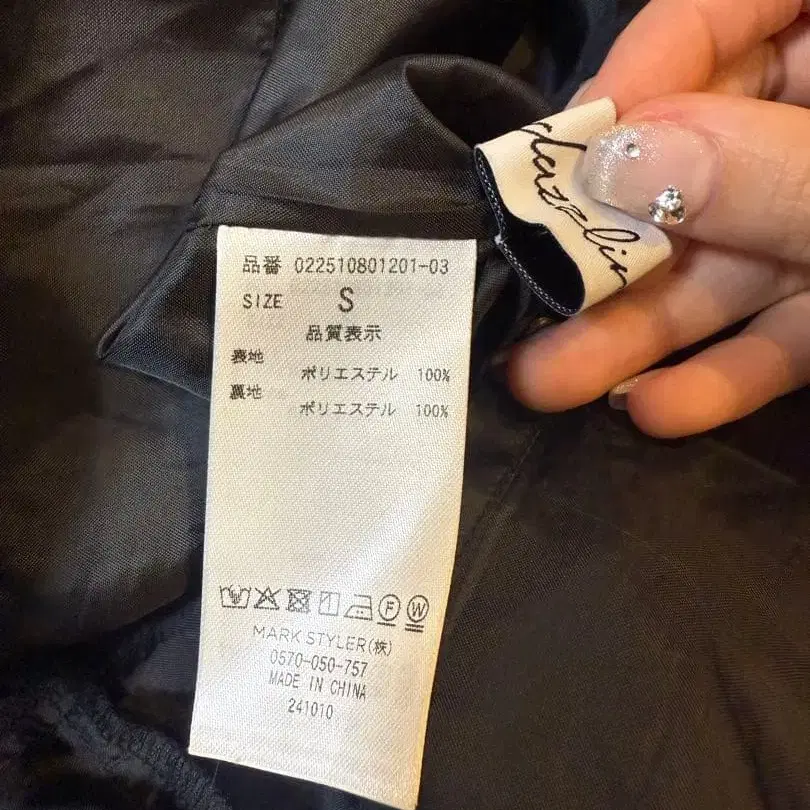 dazzlin
品番 022510801201-03
SIZE S
品質表示
表地
ポリエステル 100%
裏地
ポリエステル 100%
MARK STYLER(株)
0570-050-757
MADE IN CHINA
241010